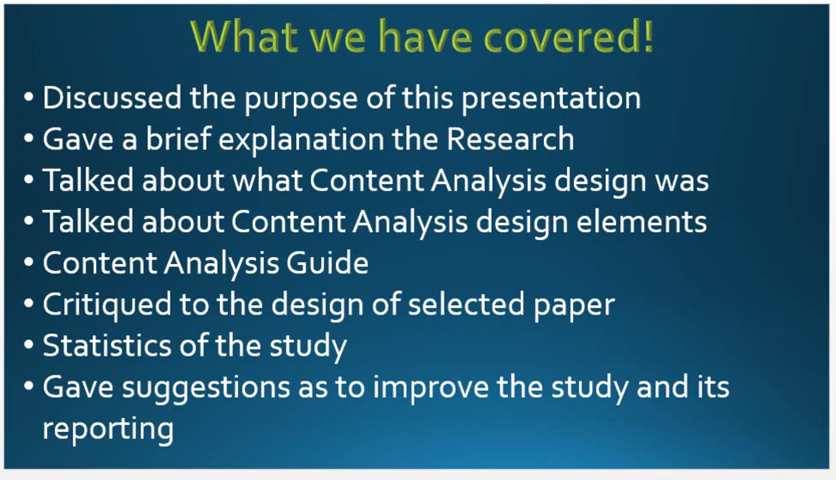 What we have covered!
• Discussed the purpose of this presentation
• Gave a brief explanation the Research
• Talked about what Content Analysis design was
• Talked about Content Analysis design elements
• Content Analysis Guide
• Critiqued to the design of selected paper
• Statistics of the study
• Gave suggestions as to improve the study and its
reporting